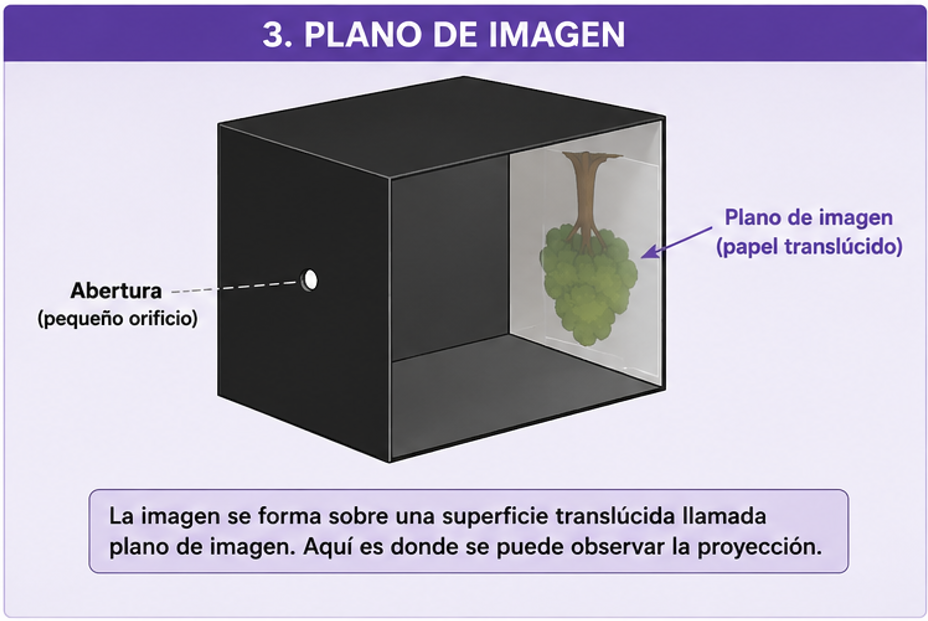 3. PLANO DE IMAGEN
Plano de imagen
(papel translúcido)
Abertura
(pequeño orificio)
La imagen se forma sobre una superficie translúcida llamada
plano de imagen. Aquí es donde se puede observar la proyección.